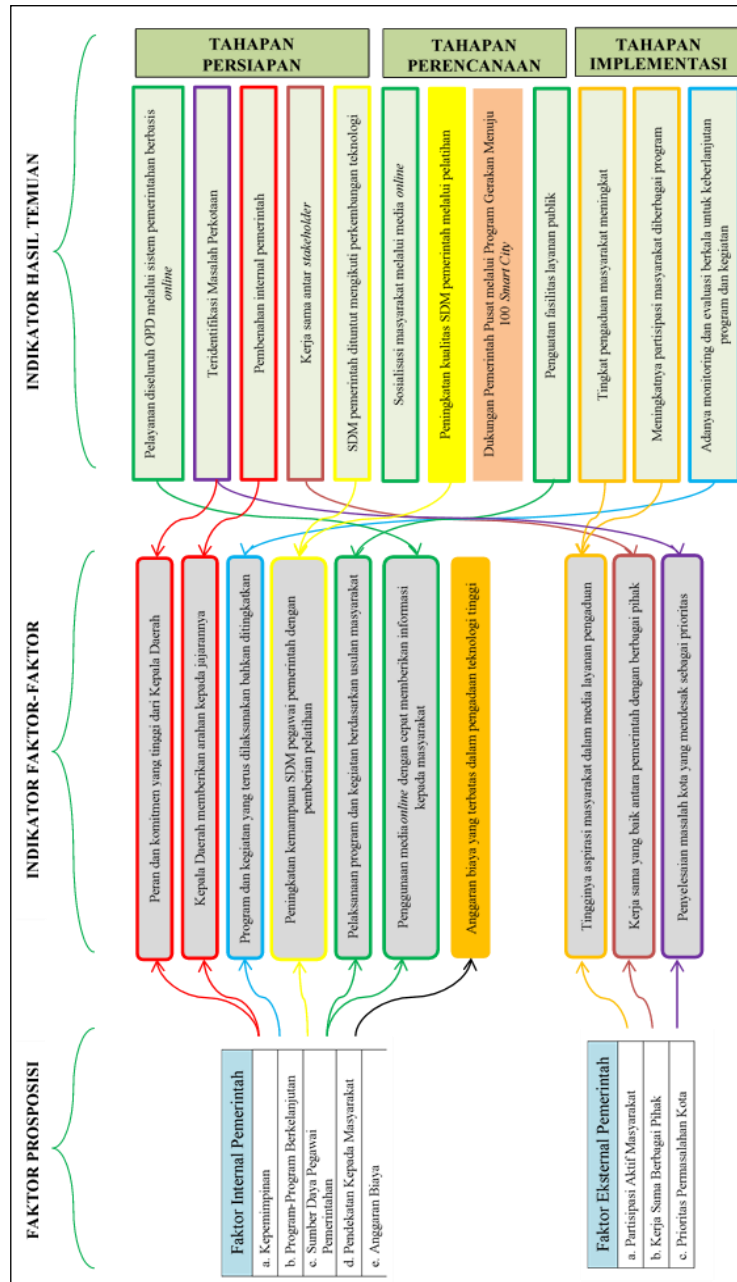 FAKTOR PROSPOSISI
Faktor Internal Pemerintah
a. Kepemimpinan
b. Program-Program Berkelanjutan
c. Sumber Daya Pegawai
Pemerintahan
d. Pendekatan Kepada Masyarakat
e. Anggaran Biaya
Faktor Eksternal Pemerintah
a. Partisipasi Aktif Masyarakat
b. Kerja Sama Berbagai Pihak
c. Prioritas Permasalahan Kota
INDIKATOR FAKTOR-FAKTOR
Peran dan komitmen yang tinggi dari Kepala Daerah
Kepala Daerah memberikan arahan kepada jajarannya
Program dan kegiatan yang terus dilaksanakan bahkan ditingkatkan
Peningkatan kemampuan SDM pegawai pemerintah dengan
pemberian pelatihan
Pelaksanaan program dan kegiatan berdasarkan usulan masyarakat
Penggunaan media online dengan ceput memberikan informasi
kepada masyarakat
Anggaran biaya yang terbatas dalam pengadaan teknologi tinggi
Tingginya aspirasi masyarakat dalam media layanan pengaduan
Kerja sama yang baik antara pemerintah dengan berbagai pihak
Penyelesaian masalah kota yang mendesak sebagai prioritas
INDIKATOR HASIL TEMUAN
Pelayanan diseluruh OPD melalui sistem pemerintahan berbasis
online
Teridentifikasi Masalah Perkotaan
Pembenahan internal pemerintah
Kerja sama antar stakeholder
SDM pemerintah dituntut mengikuti perkembangan teknologi
Sosialisasi masyarakat melalui media online
Peningkatan kualitas SDM pemerintah melalui pelatihan
Dukungan Pemerintah Pusat melalui Program Gerakan Menuju
100 Smart City
Penguatan fasilitas layanan publik
Tingkat pengaduan masyarakat meningkat
Meningkatnya partisipasi masyarakat diberbagai program
Adanya monitoring dan evaluasi berkala untuk keberlanjutan
program dan kegiatan
TAHAPAN
PERSIAPAN
TAHAPAN
PERENCANAAN
TAHAPAN
IMPLEMENTASI